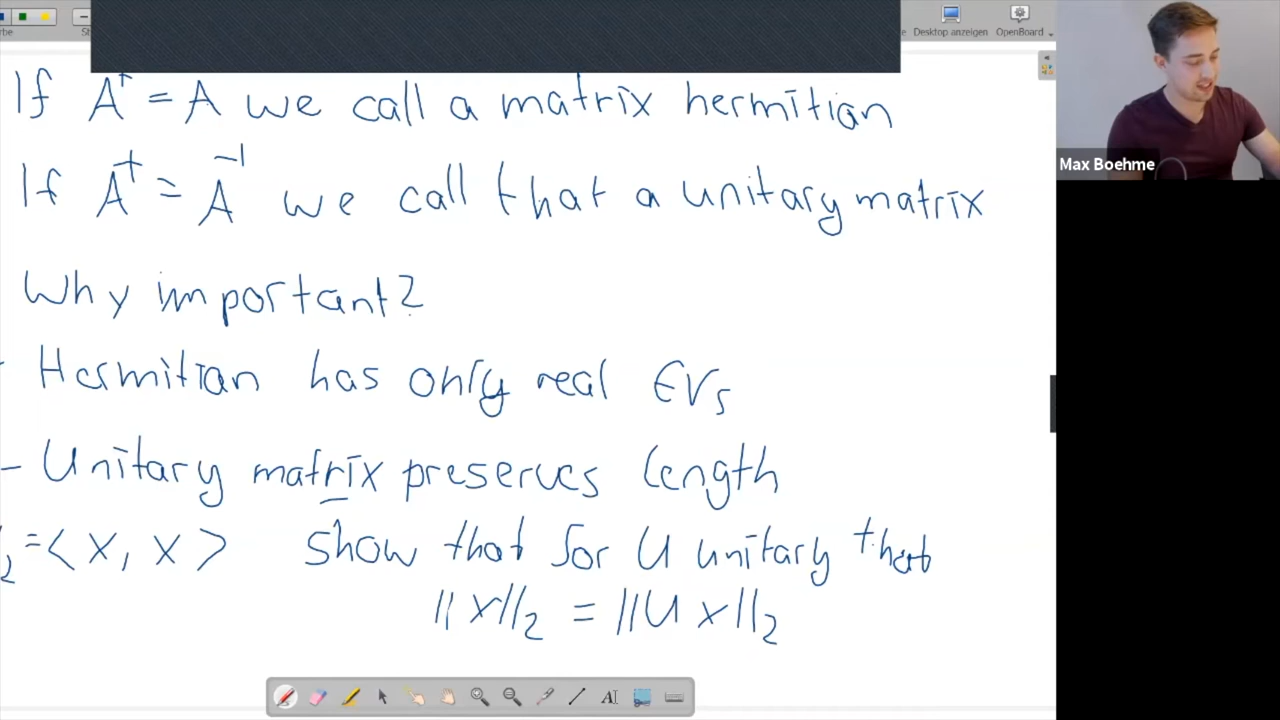 Desktop anzeigen OpenBoard
If A† = A we call a matrix hermitian
Max Boehme
If A† = A⁻¹ we call that a unitary matrix
Why important?
Hermitian has only real EVs
- Unitary matrix preserves length
₂ = <x, x> show that for U unitary that
||x||₂ = ||U x||₂